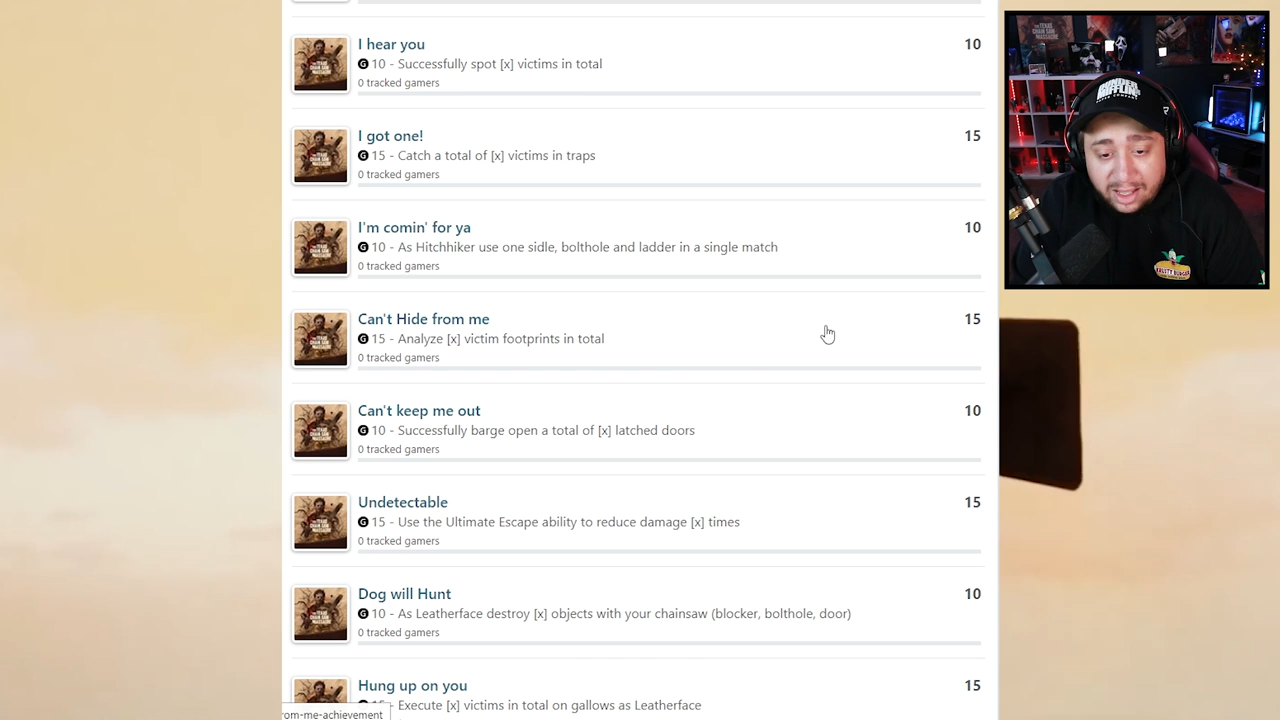 I hear you
10
G 10 - Successfully spot [x] victims in total
0 tracked gamers
I got one!
15
G 15 - Catch a total of [x] victims in traps
0 tracked gamers
I'm comin' for ya
10
G 10 - As Hitchhiker use one sidle, bolthole and ladder in a single match
0 tracked gamers
Can't Hide from me
15
G 15 - Analyze [x] victim footprints in total
0 tracked gamers
Can't keep me out
10
G 10 - Successfully barge open a total of [x] latched doors
0 tracked gamers
Undetectable
15
G 15 - Use the Ultimate Escape ability to reduce damage [x] times
0 tracked gamers
Dog will Hunt
10
G 10 - As Leatherface destroy [x] objects with your chainsaw (blocker, bolthole, door)
0 tracked gamers
Hung up on you
15
- Execute [x] victims in total on gallows as Leatherface
rom-me-achievement
DUNDER
MIFFLIN
PAPER COMPANY
KRUSTY BURGER